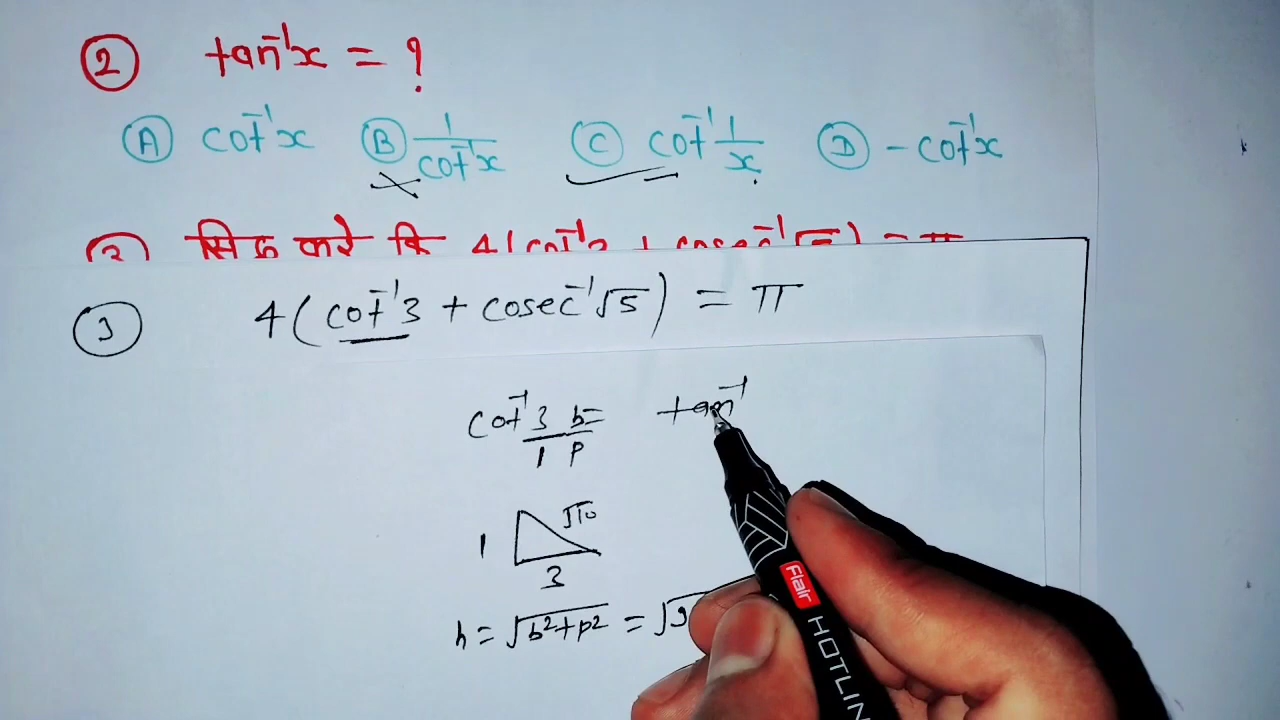 ② tan⁻¹x = ?
Ⓐ cot⁻¹x Ⓑ 1/cot⁻¹x Ⓒ cot⁻¹ 1/x Ⓓ -cot⁻¹x
③ 4(cot⁻¹3 + cosec⁻¹√5) = π
cot⁻¹ 3/1 b/p = tan⁻¹
1 √10
3
h = √b²+p² = √9
Flair HOTLIN